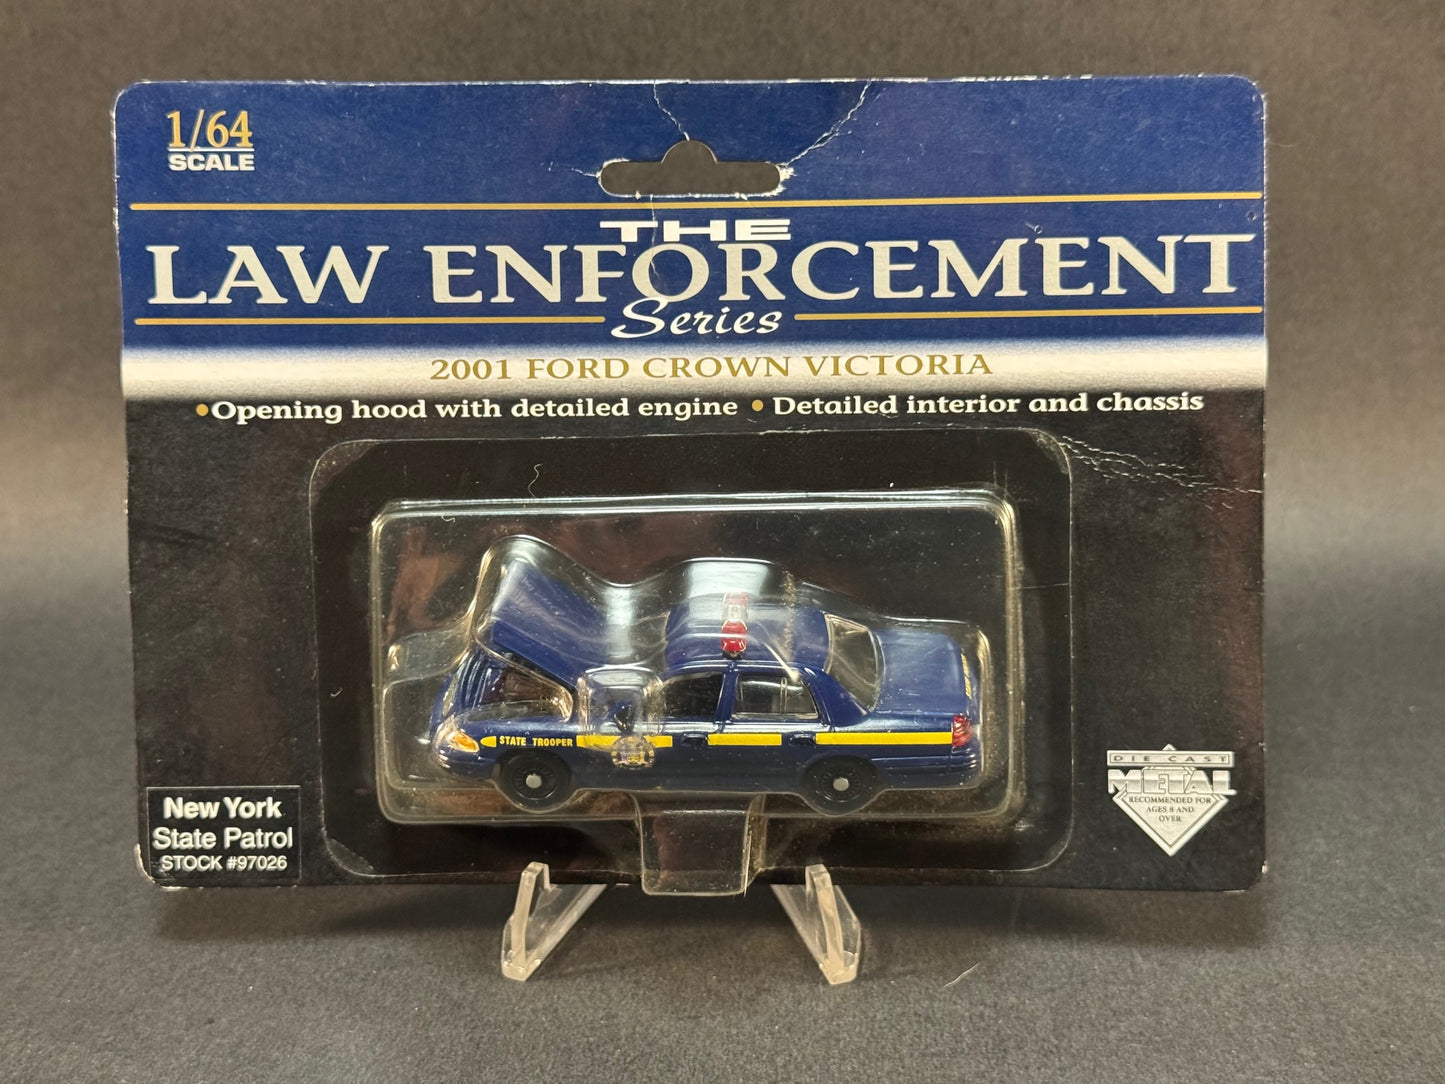 1/64
SCALE
THE
LAW ENFORCEMENT
Series
2001 FORD CROWN VICTORIA
•Opening hood with detailed engine • Detailed interior and chassis
STATE TROOPER
New York
State Patrol
STOCK #97026
DIE CAST
METAL
RECOMMENDED FOR
AGES 8 AND
OVER